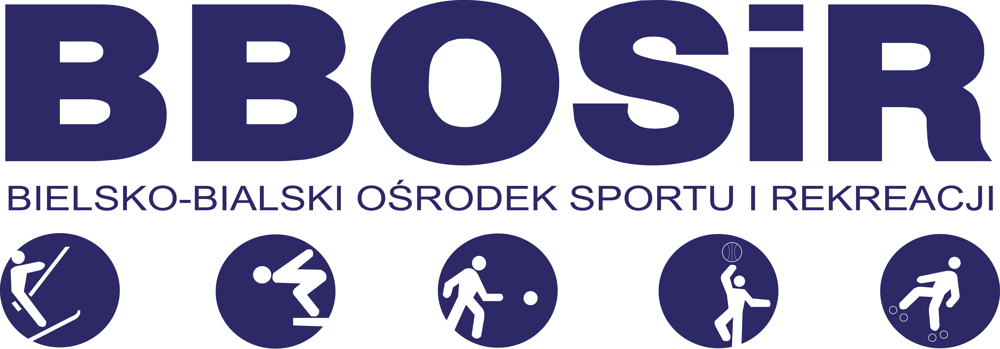 BBOSiR
BIELSKO-BIALSKI OŚRODEK SPORTU I REKREACJI